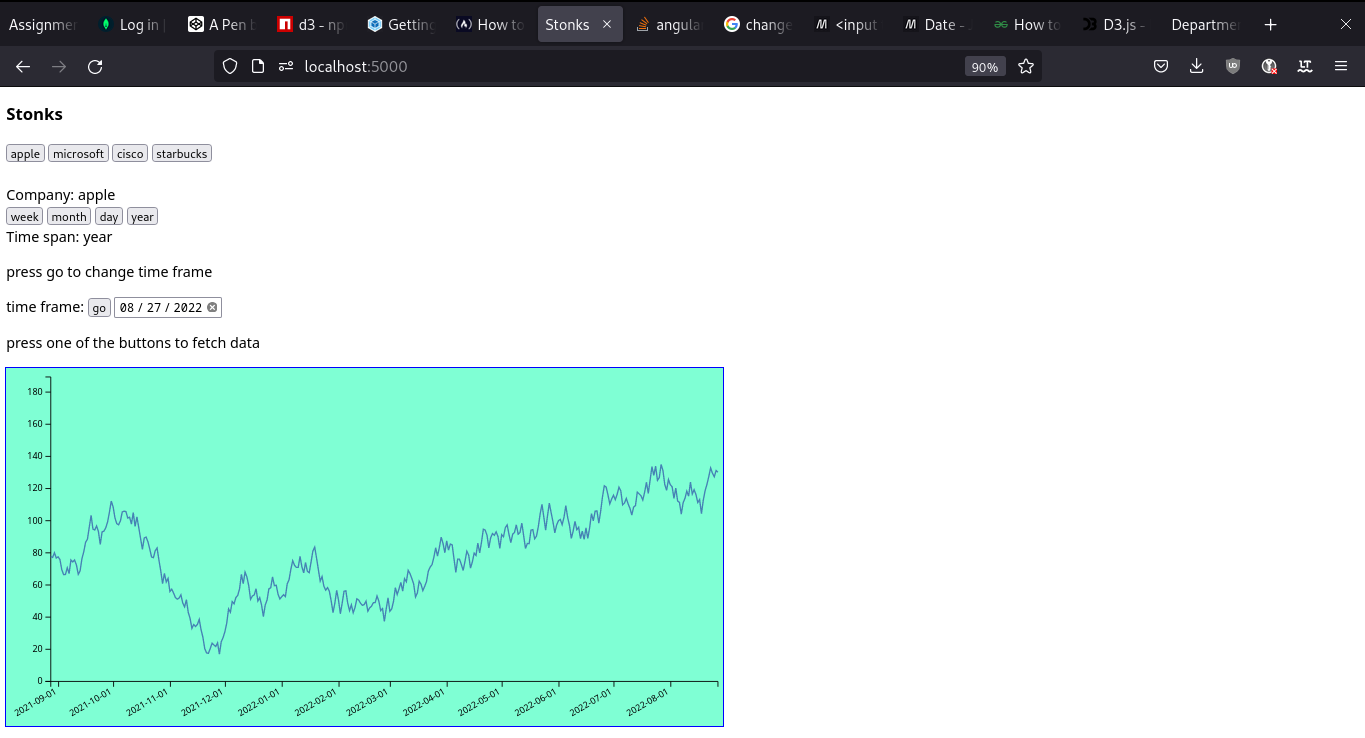 Assignmer Log in A Pen b d3 - np Getting How to Stonks angula change <input Date - How to D3.js - Departme
localhost:5000 90%
Stonks
apple microsoft cisco starbucks
Company: apple
week month day year
Time span: year
press go to change time frame
time frame: go 08 / 27 / 2022
press one of the buttons to fetch data
180
160
140
120
100
80
60
40
20
0
2021-09-01 2021-10-01 2021-11-01 2021-12-01 2022-01-01 2022-02-01 2022-03-01 2022-04-01 2022-05-01 2022-06-01 2022-07-01 2022-08-01